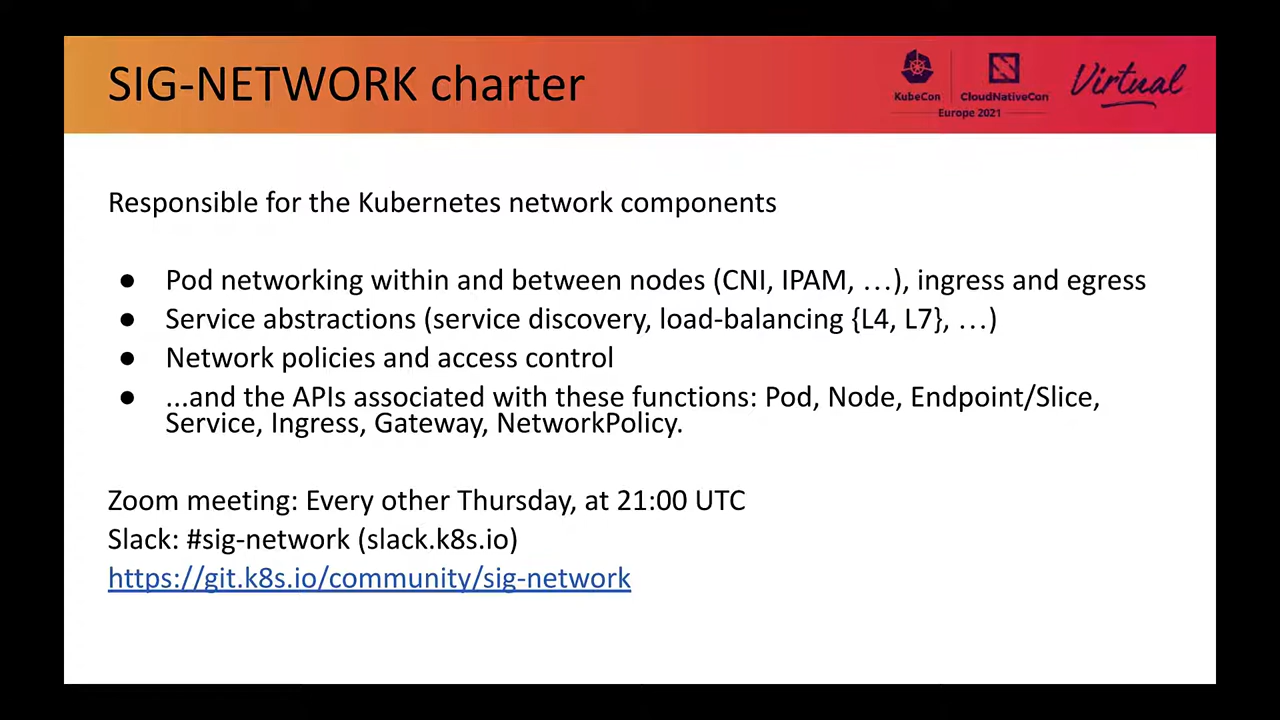 SIG-NETWORK charter
KubeCon
CloudNativeCon
Europe 2021
Virtual
Responsible for the Kubernetes network components
● Pod networking within and between nodes (CNI, IPAM, …), ingress and egress
● Service abstractions (service discovery, load-balancing {L4, L7}, …)
● Network policies and access control
● ...and the APIs associated with these functions: Pod, Node, Endpoint/Slice,
Service, Ingress, Gateway, NetworkPolicy.
Zoom meeting: Every other Thursday, at 21:00 UTC
Slack: #sig-network (slack.k8s.io)
https://git.k8s.io/community/sig-network